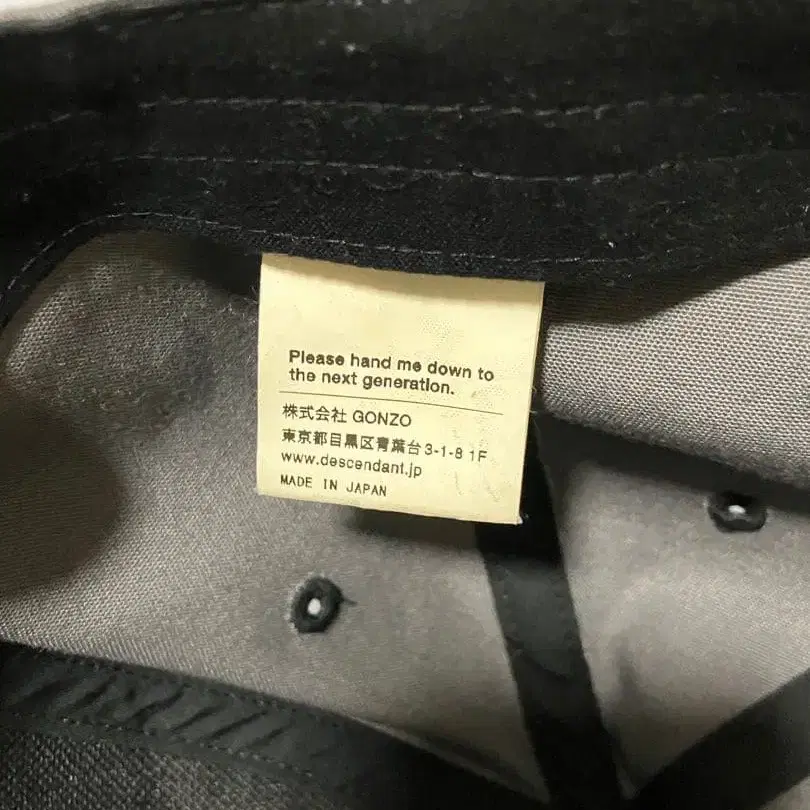 Please hand me down to
the next generation.
株式会社 GONZO
東京都目黒区青葉台3-1-8 1F
www.descendant.jp
MADE IN JAPAN